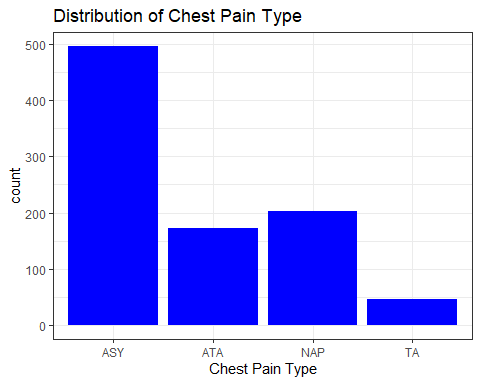 Distribution of Chest Pain Type
500
400
300
200
100
0
count
ASY ATA NAP TA
Chest Pain Type